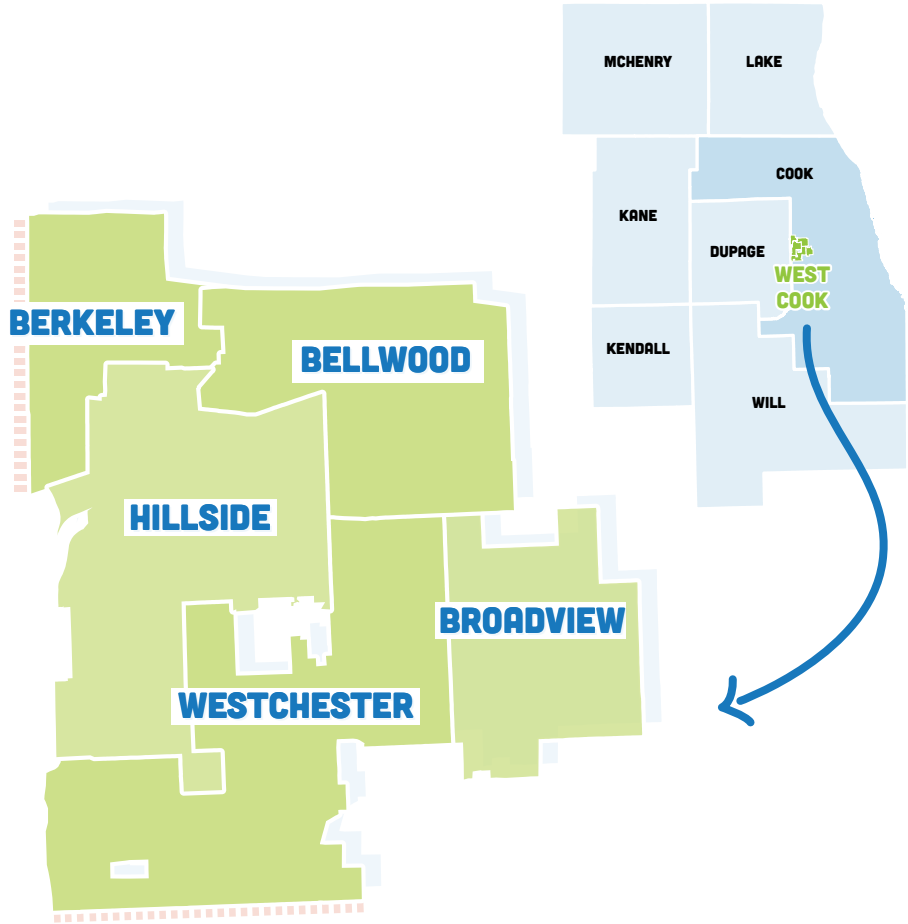 MCHENRY
LAKE
COOK
KANE
DUPAGE
WEST
COOK
KENDALL
WILL
BERKELEY
BELLWOOD
HILLSIDE
BROADVIEW
WESTCHESTER